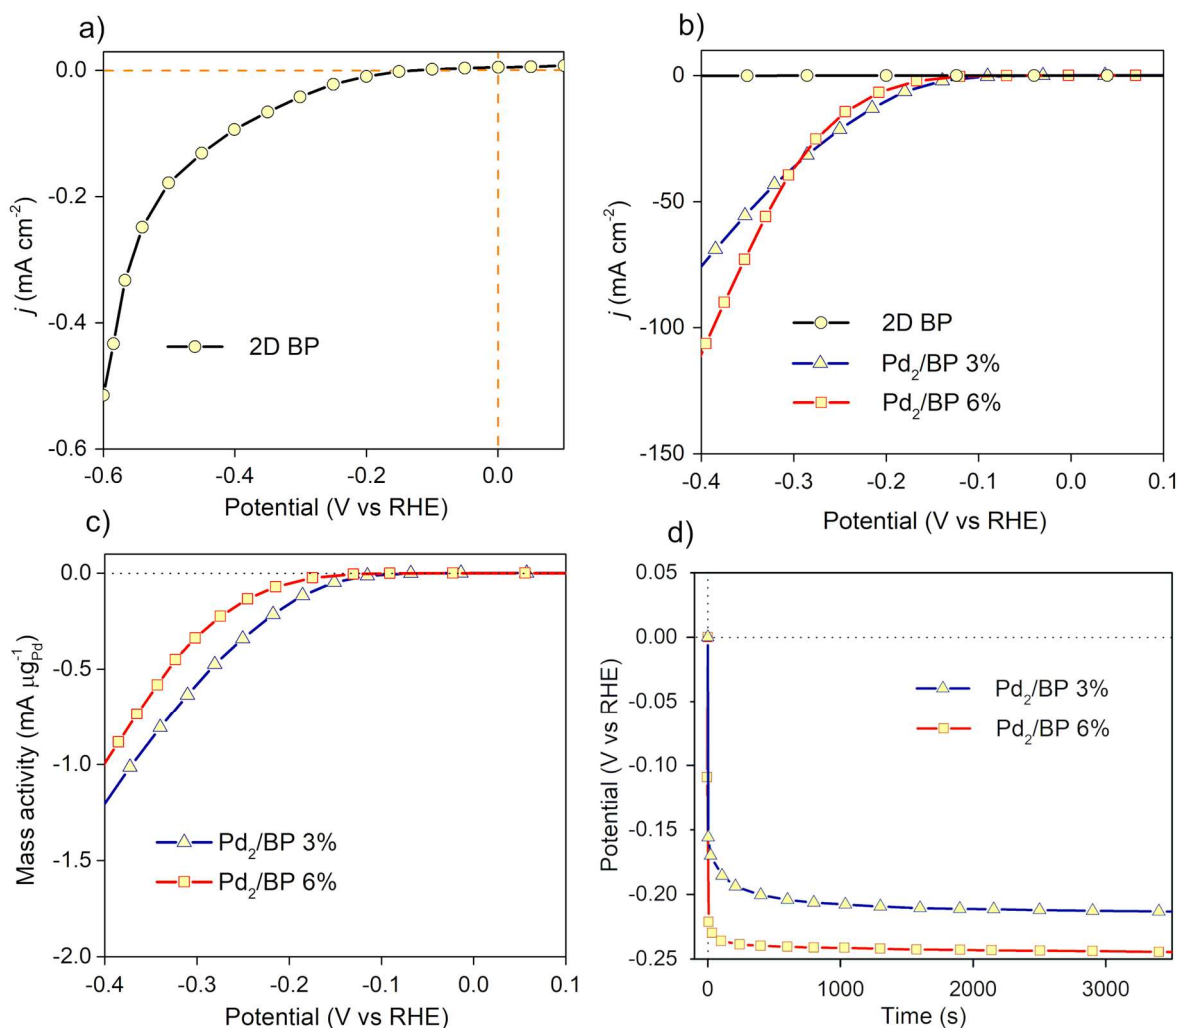 a)
0.0
-0.2
-0.4
-0.6
j (mA cm⁻²)
2D BP
-0.6
-0.4
-0.2
0.0
Potential (V vs RHE)
b)
0
-50
-100
-150
j (mA cm⁻²)
2D BP
Pd₂/BP 3%
Pd₂/BP 6%
-0.4
-0.3
-0.2
-0.1
0.0
0.1
Potential (V vs RHE)
c)
0.0
-0.5
-1.0
-1.5
-2.0
Mass activity (mA μg⁻¹Pd)
Pd₂/BP 3%
Pd₂/BP 6%
-0.4
-0.3
-0.2
-0.1
0.0
0.1
Potential (V vs RHE)
d)
0.05
0.00
-0.05
-0.10
-0.15
-0.20
-0.25
Potential (V vs RHE)
Pd₂/BP 3%
Pd₂/BP 6%
0
1000
2000
3000
Time (s)